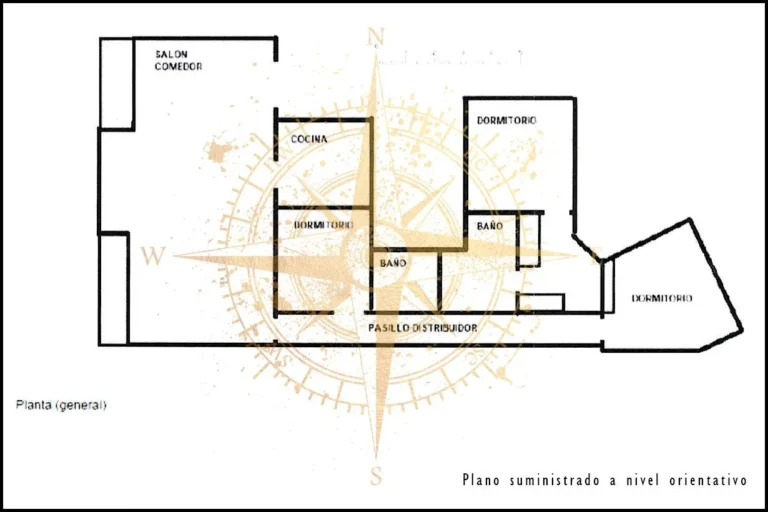 N
SALON
COMEDOR
DORMITORIO
COCINA
DORMITORIO
BAÑO
W
BAÑO
DORMITORIO
PASILLO DISTRIBUIDOR
Planta (general)
S
Plano suministrado a nivel orientativo